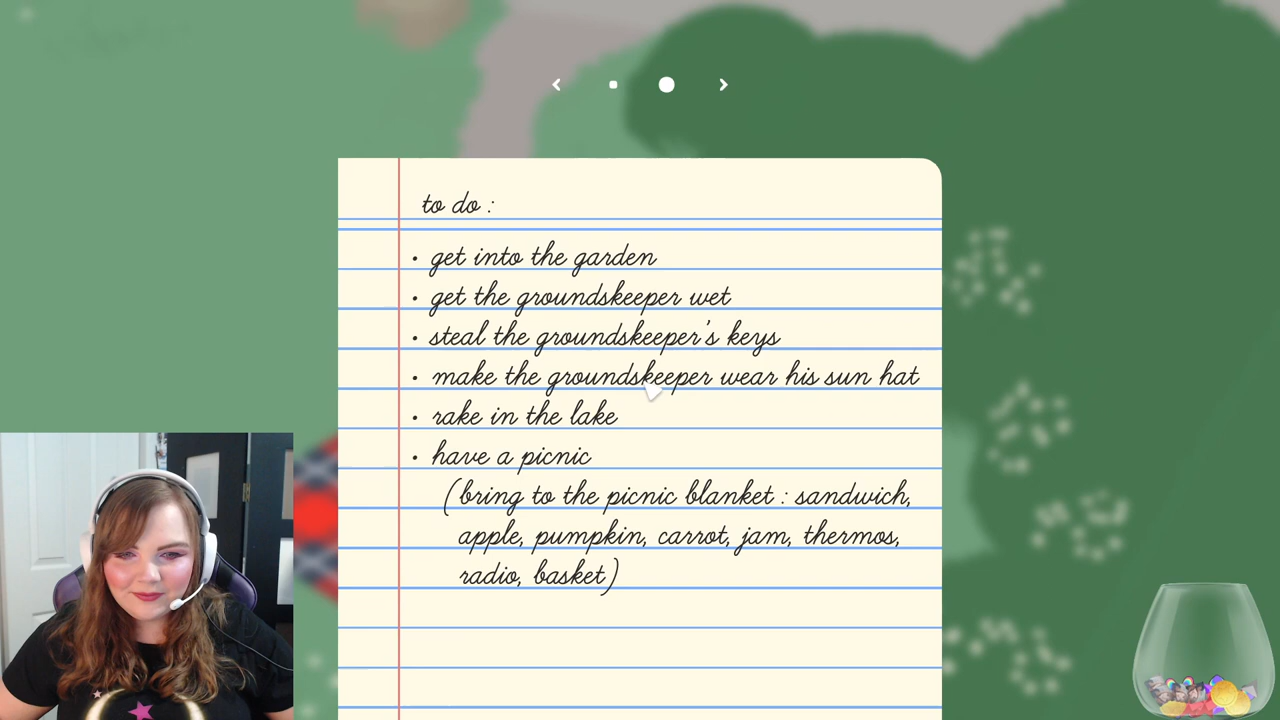 to do :
• get into the garden
• get the groundskeeper wet
• steal the groundskeeper's keys
• make the groundskeeper wear his sun hat
• rake in the lake
• have a picnic
(bring to the picnic blanket : sandwich,
apple, pumpkin, carrot, jam, thermos,
radio, basket)